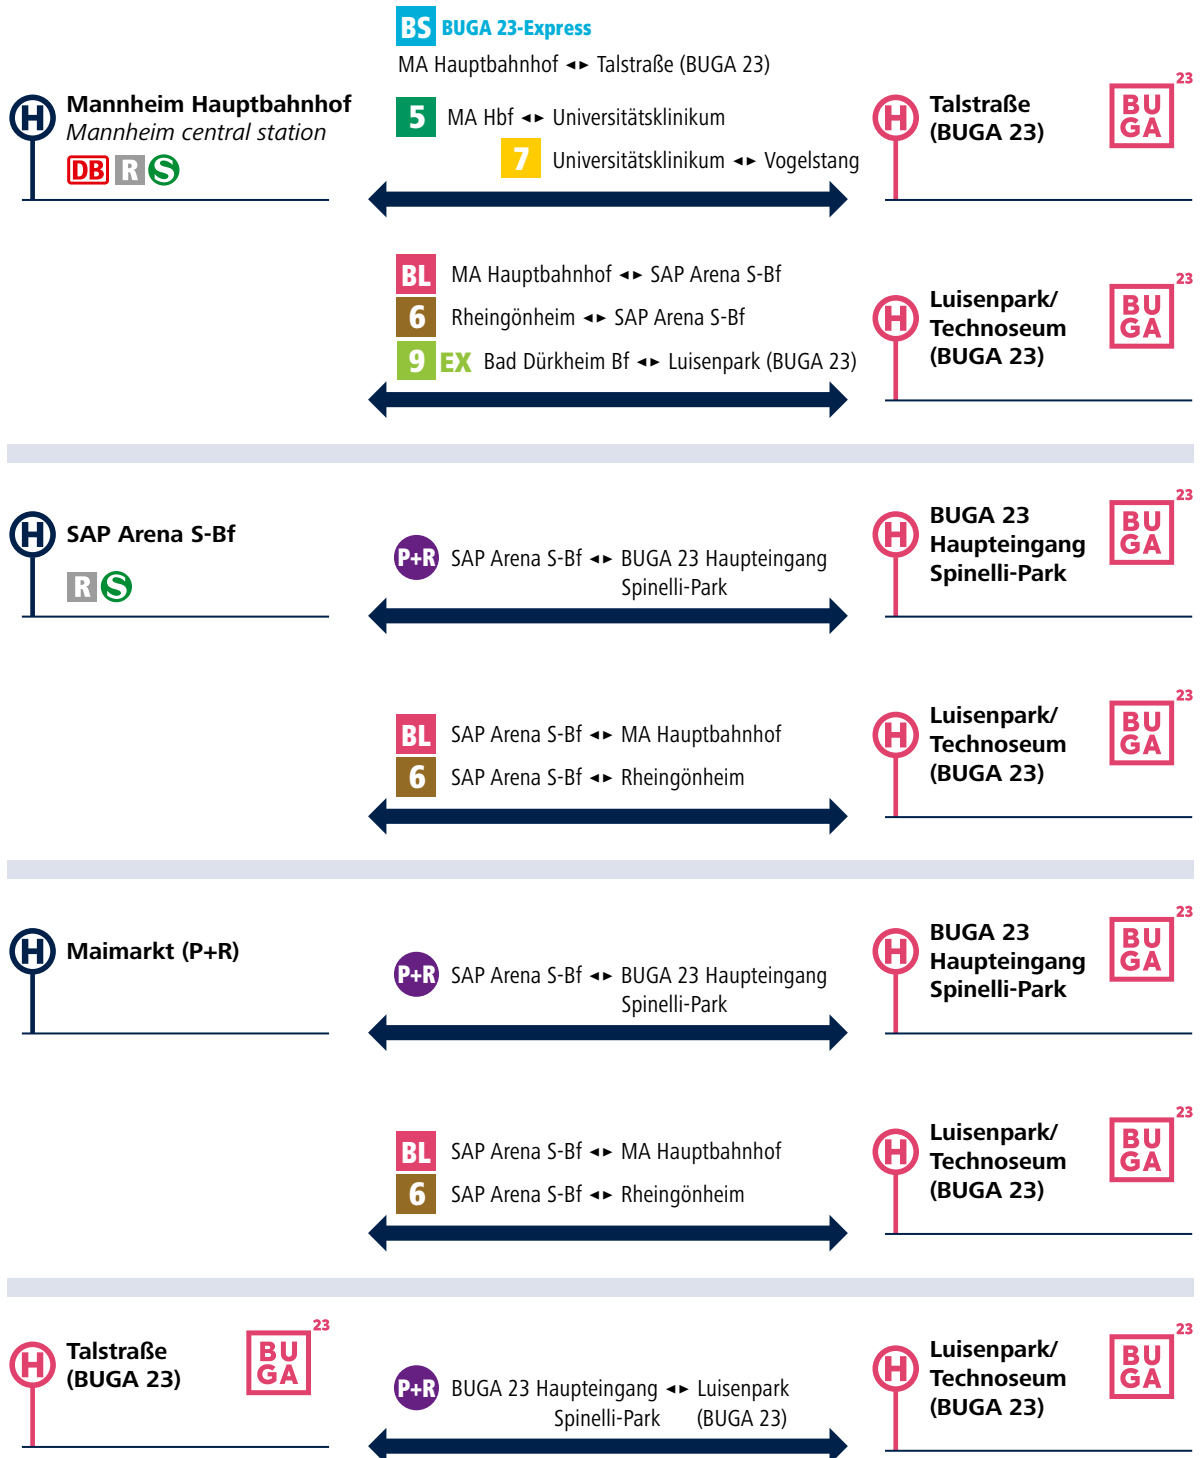 BS BUGA 23-Express
MA Hauptbahnhof ◄► Talstraße (BUGA 23)
H Mannheim Hauptbahnhof
Mannheim central station
DB R S
5 MA Hbf ◄► Universitätsklinikum
7 Universitätsklinikum ◄► Vogelstang
H Talstraße
(BUGA 23)
BU
GA
23
BL MA Hauptbahnhof ◄► SAP Arena S-Bf
6 Rheingönheim ◄► SAP Arena S-Bf
9 EX Bad Dürkheim Bf ◄► Luisenpark (BUGA 23)
H Luisenpark/
Technoseum
(BUGA 23)
BU
GA
23
H SAP Arena S-Bf
R S
P+R SAP Arena S-Bf ◄► BUGA 23 Haupteingang
Spinelli-Park
H BUGA 23
Haupteingang
Spinelli-Park
BU
GA
23
BL SAP Arena S-Bf ◄► MA Hauptbahnhof
6 SAP Arena S-Bf ◄► Rheingönheim
H Luisenpark/
Technoseum
(BUGA 23)
BU
GA
23
H Maimarkt (P+R)
P+R SAP Arena S-Bf ◄► BUGA 23 Haupteingang
Spinelli-Park
H BUGA 23
Haupteingang
Spinelli-Park
BU
GA
23
BL SAP Arena S-Bf ◄► MA Hauptbahnhof
6 SAP Arena S-Bf ◄► Rheingönheim
H Luisenpark/
Technoseum
(BUGA 23)
BU
GA
23
H Talstraße
(BUGA 23)
BU
GA
23
P+R BUGA 23 Haupteingang ◄► Luisenpark
Spinelli-Park (BUGA 23)
H Luisenpark/
Technoseum
(BUGA 23)
BU
GA
23